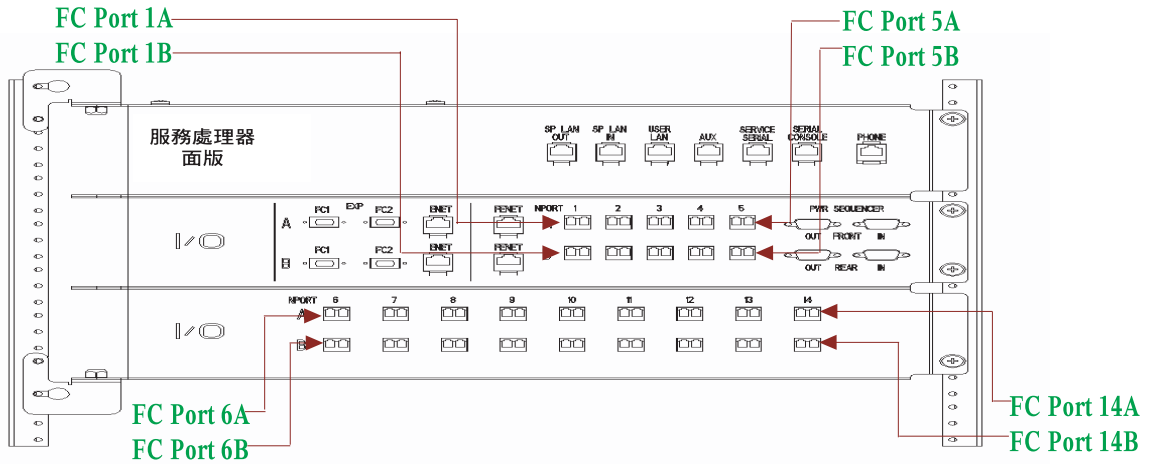 FC Port 1A
FC Port 5A
FC Port 1B
FC Port 5B
服務處理器
面版
SP LAN OUT
SP LAN IN
USER LAN
AUX
SERVICE SERIAL
SERIAL CONSOLE
PHONE
EXP
FC1 FC2 ENET FENET NPORT 1 2 3 4 5 PWR SEQUENCER
A
I/O
OUT FRONT IN
B FC1 FC2 ENET FENET
OUT REAR IN
NPORT 6 7 8 9 10 11 12 13 14
A
I/O
B
FC Port 6A
FC Port 14A
FC Port 6B
FC Port 14B